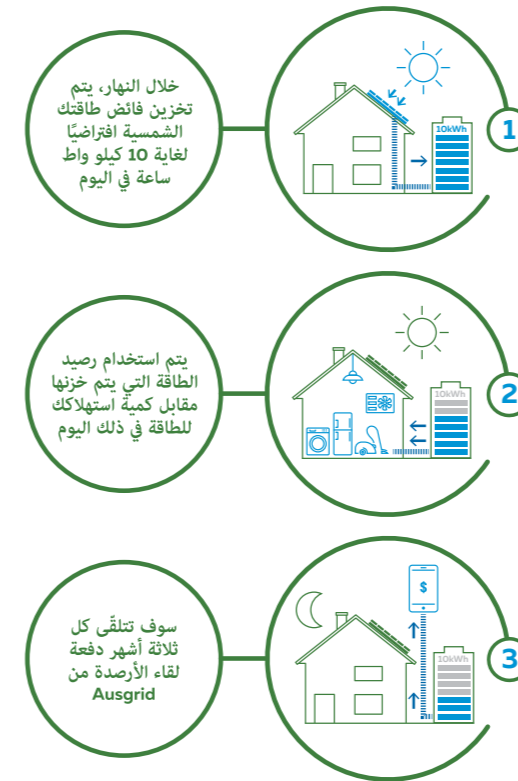 خلال النهار، يتم
تخزين فائض طاقتك
الشمسية افتراضيًا
لغاية 10 كيلو واط
ساعة في اليوم
10kWh
1
يتم استخدام رصيد
الطاقة التي يتم خزنها
مقابل كمية استهلاكك
للطاقة في ذلك اليوم
10kWh
2
سوف تتلقّى كل
ثلاثة أشهر دفعة
لقاء الأرصدة من
Ausgrid
$
10kWh
3